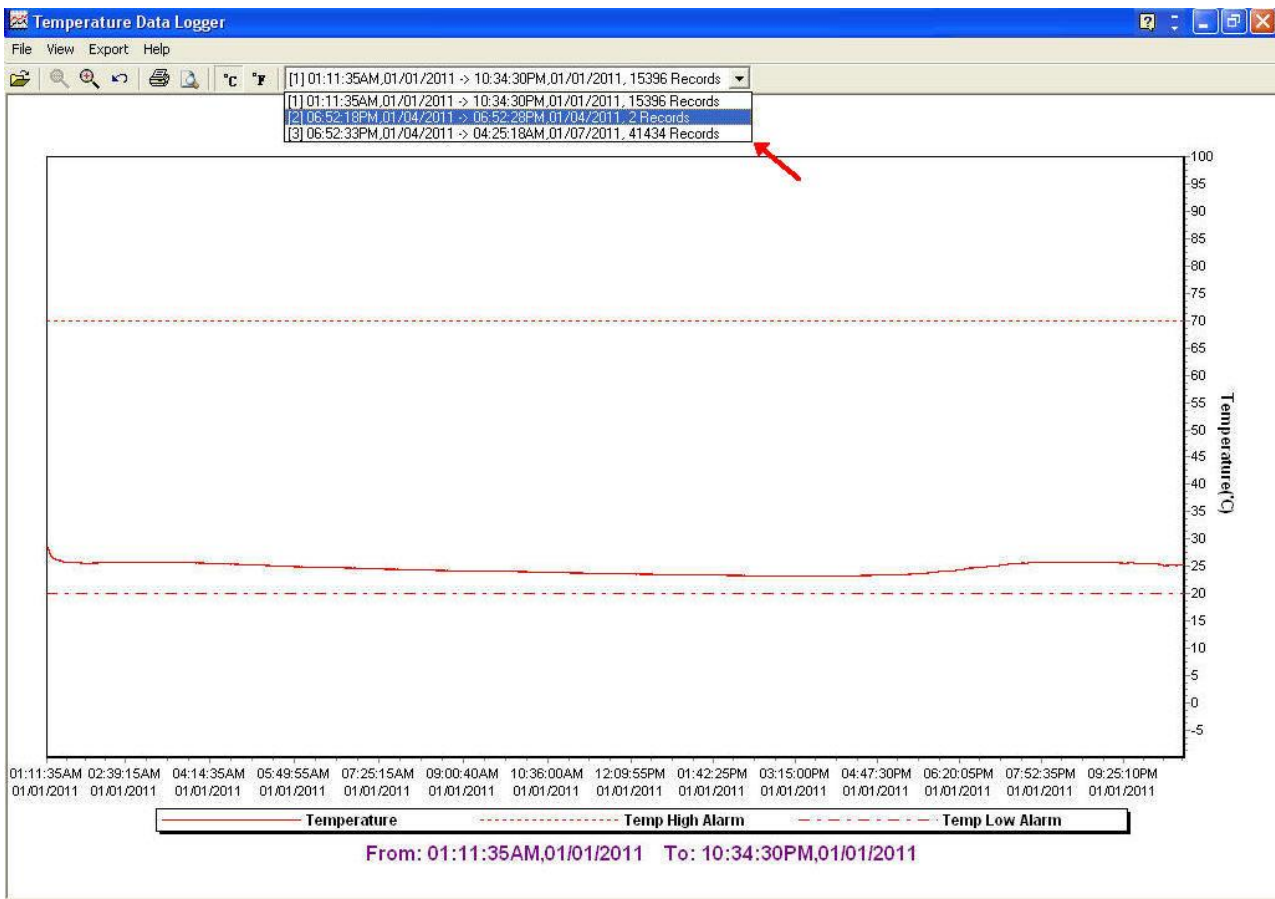 Temperature Data Logger
File View Export Help
°C °F [1] 01:11:35AM,01/01/2011 -> 10:34:30PM,01/01/2011, 15396 Records
[1] 01:11:35AM,01/01/2011 -> 10:34:30PM,01/01/2011, 15396 Records
[2] 06:52:18PM,01/04/2011 -> 06:52:28PM,01/04/2011, 2 Records
[3] 06:52:33PM,01/04/2011 -> 04:25:18AM,01/07/2011, 41434 Records
100
95
90
85
80
75
70
65
60
55
50
45
40
35
30
25
20
15
10
5
0
-5
Temperature(°C)
01:11:35AM 02:39:15AM 04:14:35AM 05:49:55AM 07:25:15AM 09:00:40AM 10:36:00AM 12:09:55PM 01:42:25PM 03:15:00PM 04:47:30PM 06:20:05PM 07:52:35PM 09:25:10PM
01/01/2011 01/01/2011 01/01/2011 01/01/2011 01/01/2011 01/01/2011 01/01/2011 01/01/2011 01/01/2011 01/01/2011 01/01/2011 01/01/2011 01/01/2011 01/01/2011
Temperature Temp High Alarm Temp Low Alarm
From: 01:11:35AM,01/01/2011 To: 10:34:30PM,01/01/2011